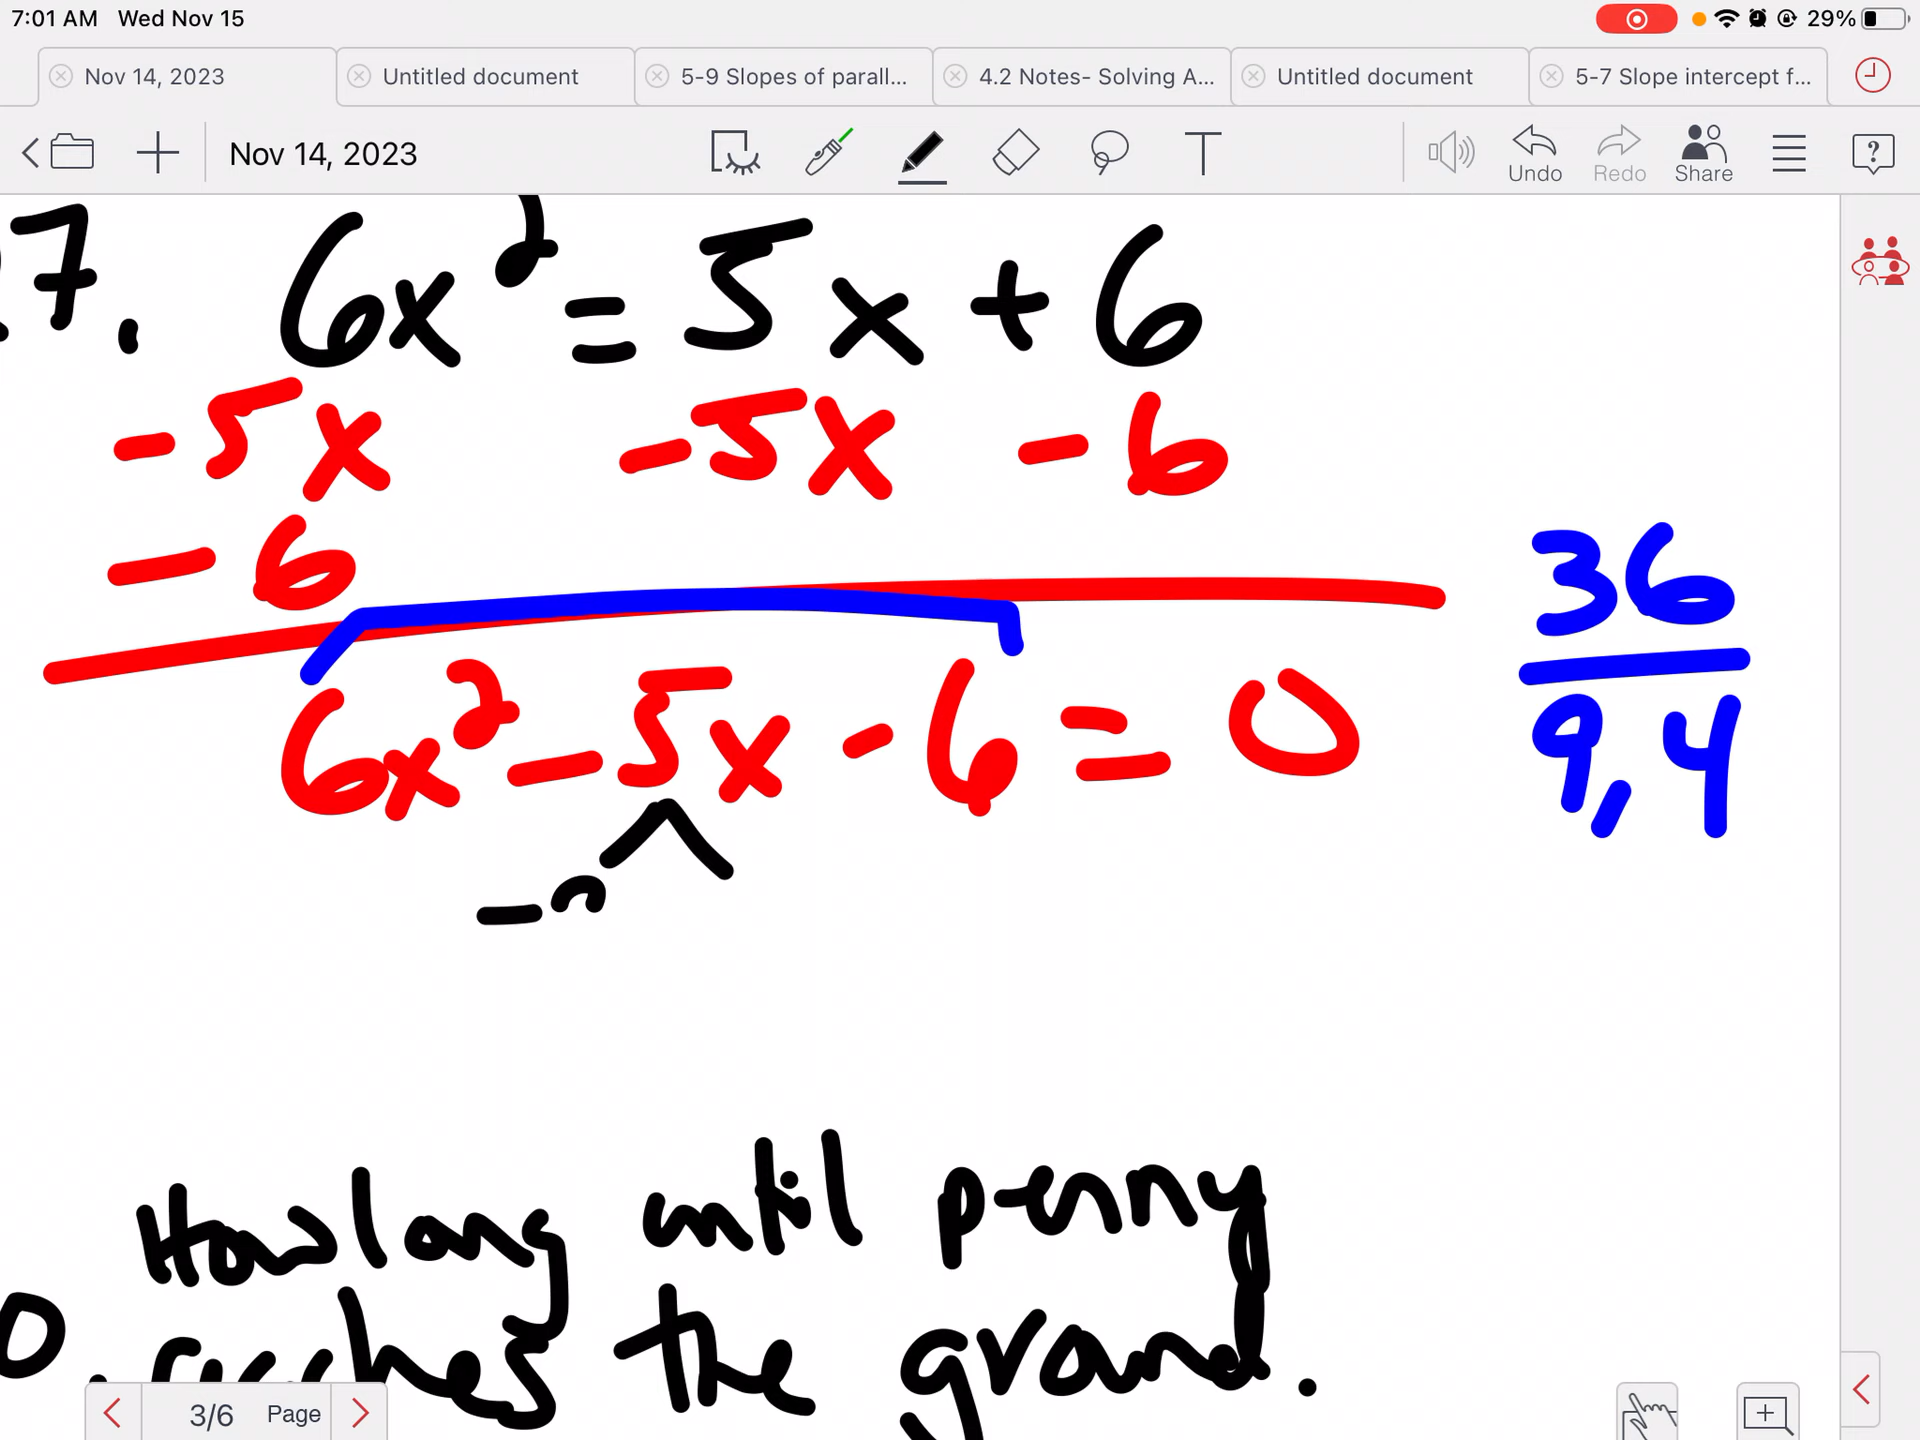 7:01 AM Wed Nov 15 29%
Nov 14, 2023 Untitled document 5-9 Slopes of parall... 4.2 Notes- Solving A... Untitled document 5-7 Slope intercept f...
Nov 14, 2023 T Undo Redo Share ?
7. 6x² = 5x + 6
-5x -5x -6
-6
36
6x² - 5x - 6 = 0
9, 4
-
How long until penny
the ground.
3/6 Page